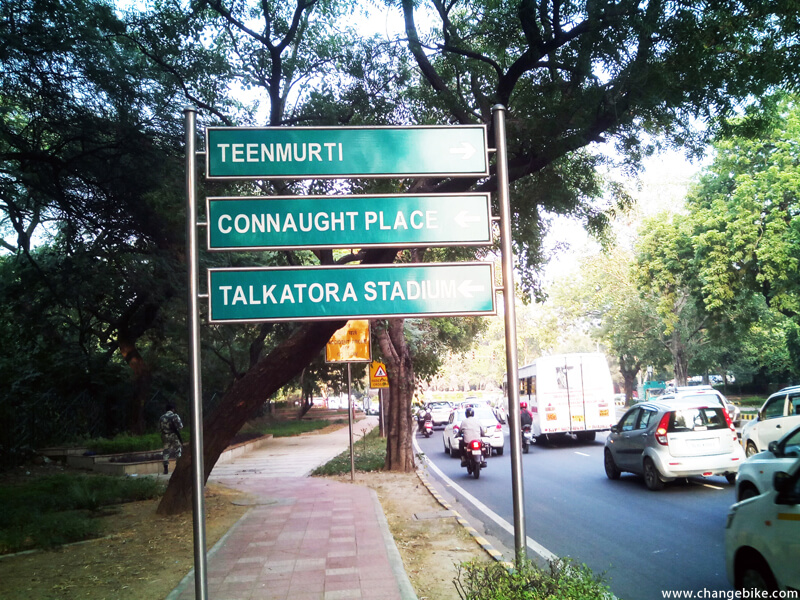 TEENMURTI →
CONNAUGHT PLACE ←
TALKATORA STADIUM ←
www.changebike.com